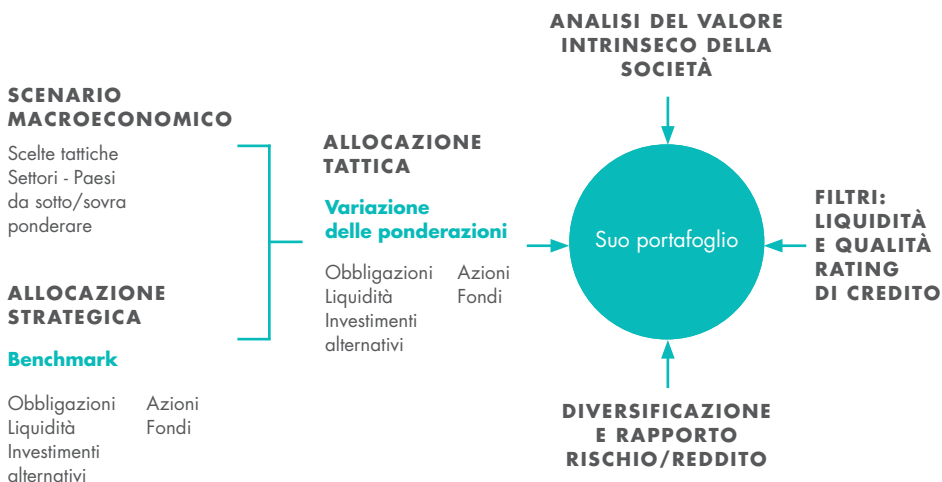 SCENARIO
MACROECONOMICO
Scelte tattiche
Settori - Paesi
da sotto/sovra
ponderare
ALLOCAZIONE
STRATEGICA
Benchmark
Obbligazioni Azioni
Liquidità Fondi
Investimenti
alternativi
ALLOCAZIONE
TATTICA
Variazione
delle ponderazioni
Obbligazioni Azioni
Liquidità Fondi
Investimenti
alternativi
ANALISI DEL VALORE
INTRINSECO DELLA
SOCIETÀ
Suo portafoglio
FILTRI:
LIQUIDITÀ
E QUALITÀ
RATING
DI CREDITO
DIVERSIFICAZIONE
E RAPPORTO
RISCHIO/REDDITO